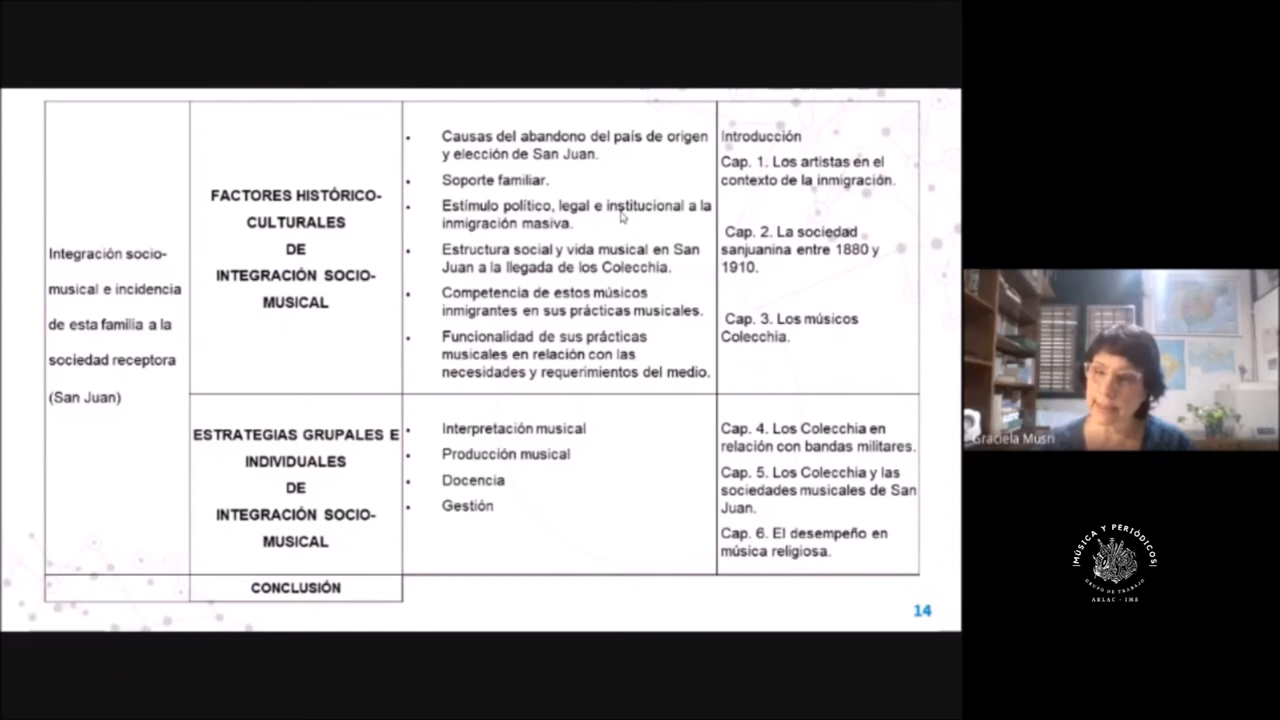 Integración socio-
musical e incidencia
de esta familia a la
sociedad receptora
(San Juan)
FACTORES HISTÓRICO-
CULTURALES
DE
INTEGRACIÓN SOCIO-
MUSICAL
• Causas del abandono del país de origen
y elección de San Juan.
• Soporte familiar.
• Estímulo político, legal e institucional a la
inmigración masiva.
• Estructura social y vida musical en San
Juan a la llegada de los Colecchia.
• Competencia de estos músicos
inmigrantes en sus prácticas musicales.
• Funcionalidad de sus prácticas
musicales en relación con las
necesidades y requerimientos del medio.
Introducción
Cap. 1. Los artistas en el
contexto de la inmigración.
Cap. 2. La sociedad
sanjuanina entre 1880 y
1910.
Cap. 3. Los músicos
Colecchia.
ESTRATEGIAS GRUPALES E
INDIVIDUALES
DE
INTEGRACIÓN SOCIO-
MUSICAL
• Interpretación musical
• Producción musical
• Docencia
• Gestión
Cap. 4. Los Colecchia en
relación con bandas militares.
Cap. 5. Los Colecchia y las
sociedades musicales de San
Juan.
Cap. 6. El desempeño en
música religiosa.
CONCLUSIÓN
14
Graciela Musri
MÚSICA Y PERIÓDICOS
GRUPO DE TRABAJO
ARLAC - IMS